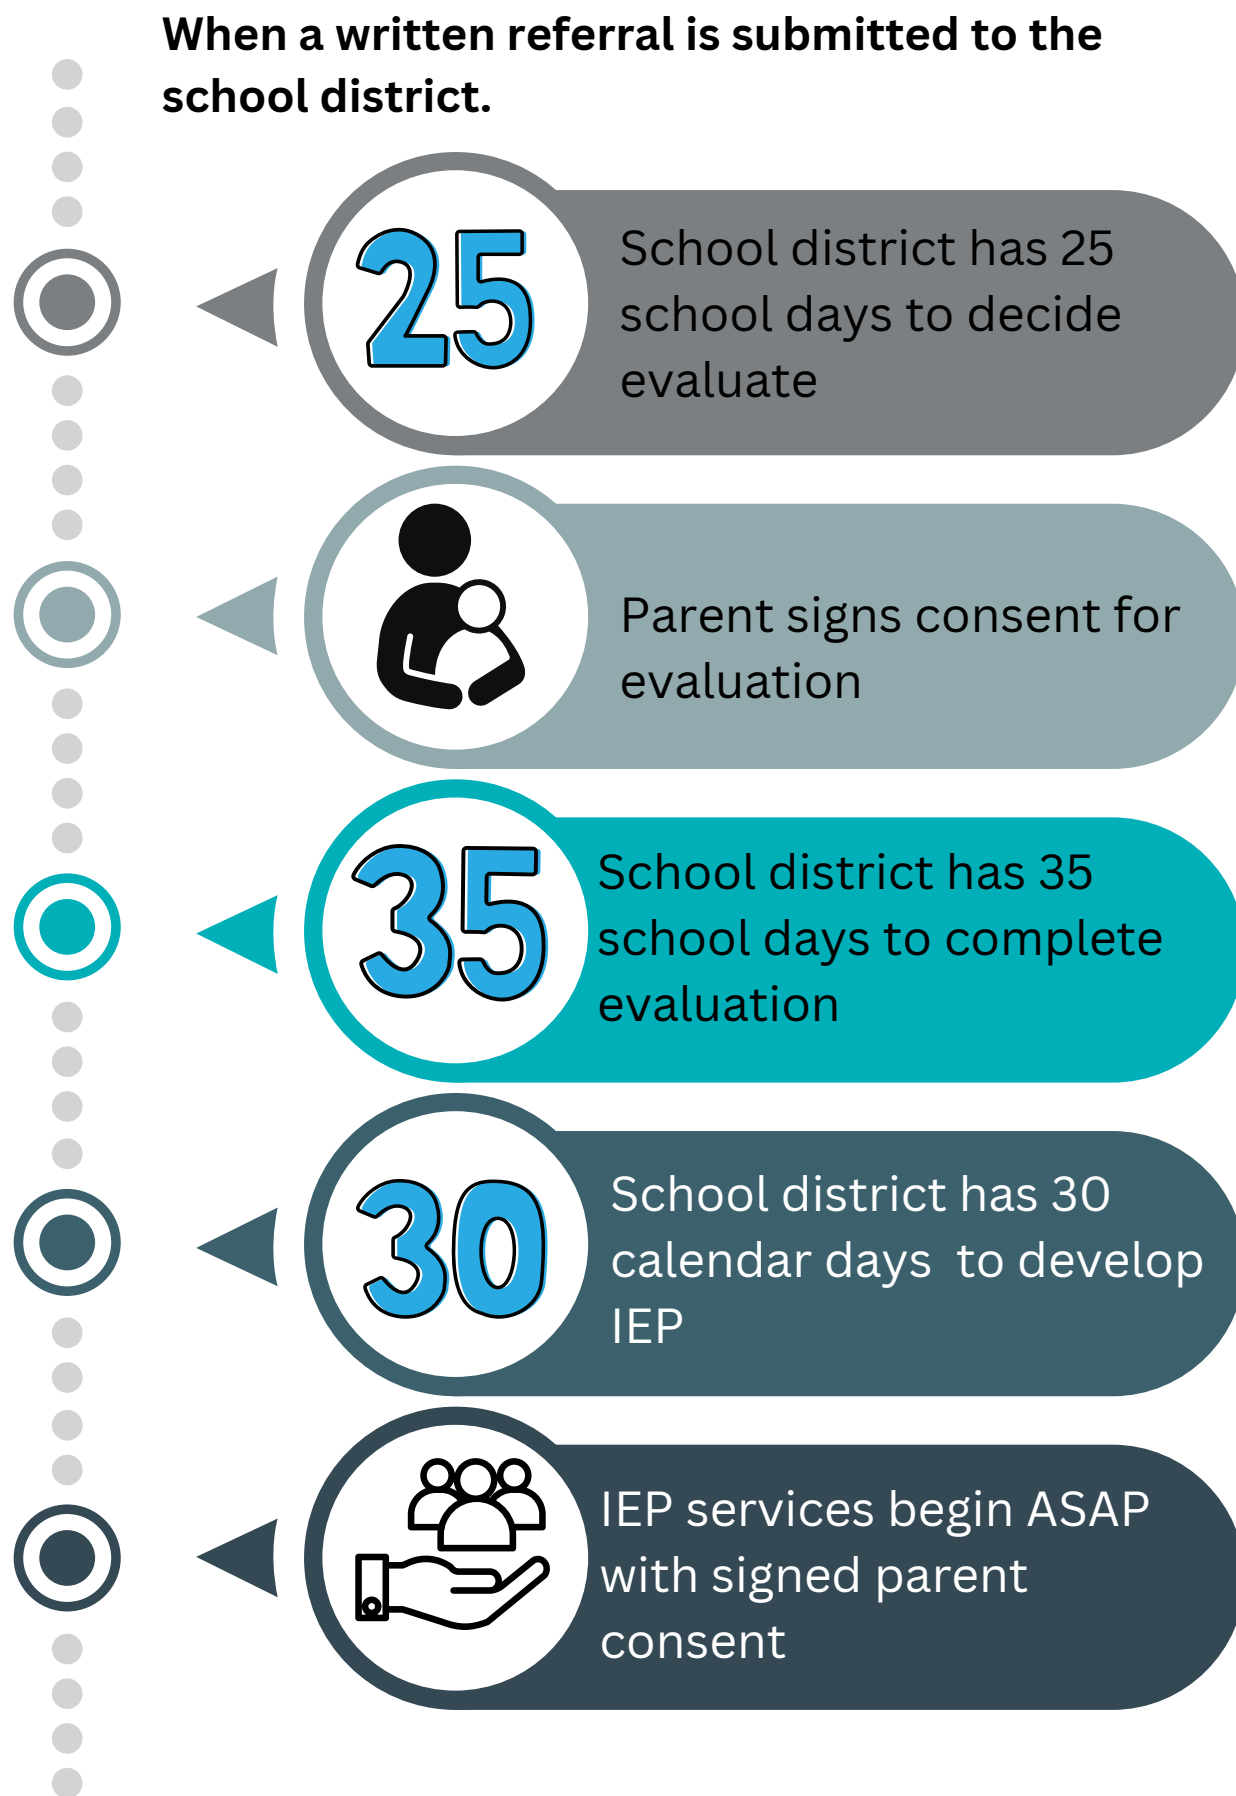 When a written referral is submitted to the
school district.
25
School district has 25
school days to decide
evaluate
Parent signs consent for
evaluation
35
School district has 35
school days to complete
evaluation
30
School district has 30
calendar days  to develop
IEP
IEP services begin ASAP
with signed parent
consent